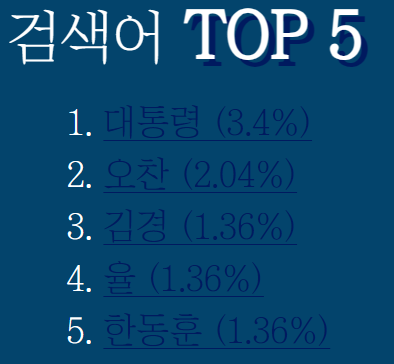 검색어 TOP 5
1. 대통령 (3.4%)
2. 오찬 (2.04%)
3. 김경 (1.36%)
4. 율 (1.36%)
5. 한동훈 (1.36%)